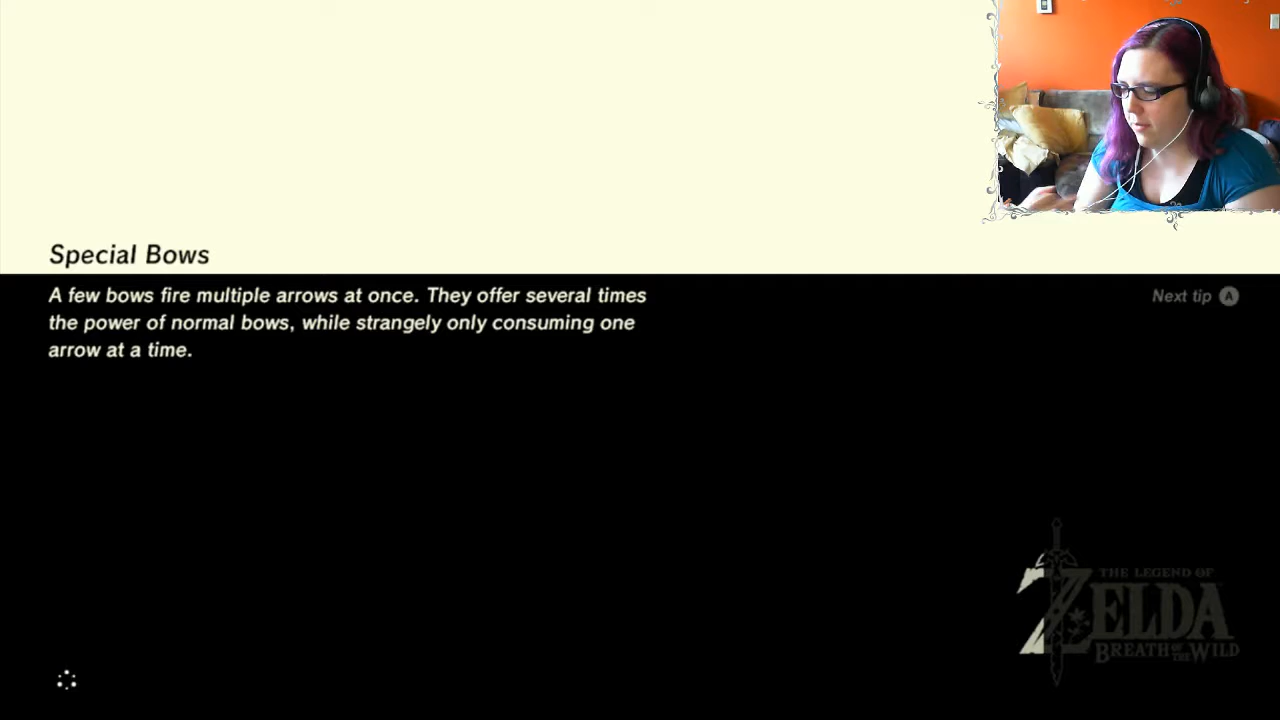 Special Bows
A few bows fire multiple arrows at once. They offer several times
the power of normal bows, while strangely only consuming one
arrow at a time.
Next tip A
THE LEGEND OF
ZELDA
BREATH OF THE WILD